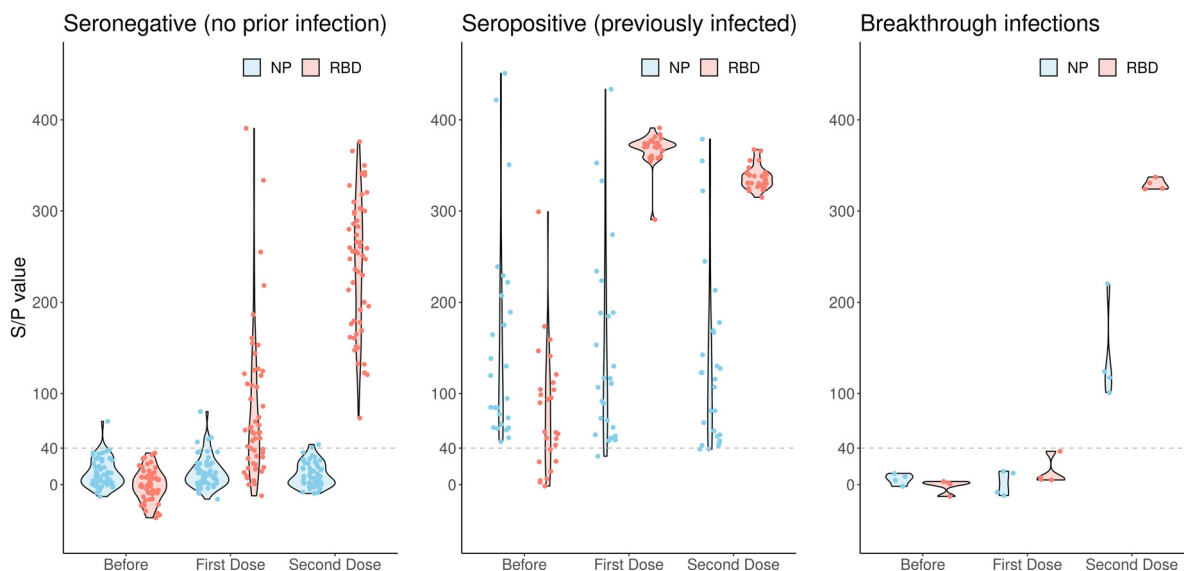 Seronegative (no prior infection)
NP RBD
S/P value
400
300
200
100
40
0
Before First Dose Second Dose
Seropositive (previously infected)
NP RBD
400
300
200
100
40
0
Before First Dose Second Dose
Breakthrough infections
NP RBD
400
300
200
100
40
0
Before First Dose Second Dose